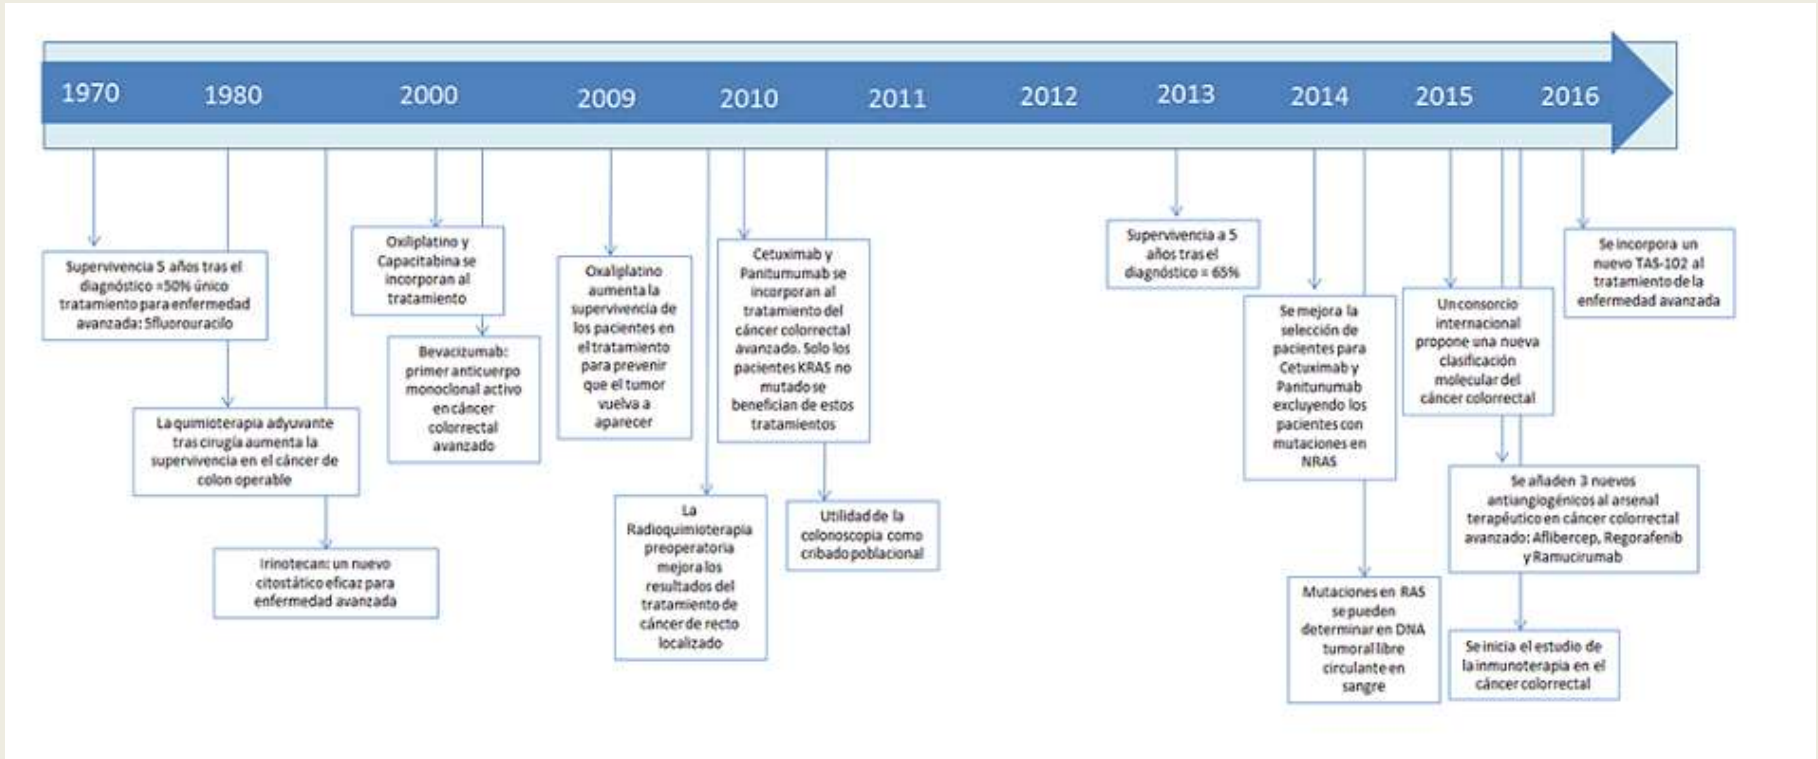 1970 1980 2000 2009 2010 2011 2012 2013 2014 2015 2016
Supervivencia 5 años tras el
diagnóstico =50% único
tratamiento para enfermedad
avanzada: 5fluorouracilo
La quimioterapia adyuvante
tras cirugía aumenta la
supervivencia en el cáncer de
colon operable
Irinotecan: un nuevo
citostático eficaz para
enfermedad avanzada
Oxiliplatino y
Capacitabina se
incorporan al
tratamiento
Bevacizumab:
primer anticuerpo
monoclonal activo
en cáncer
colorrectal
avanzado
Oxaliplatino
aumenta la
supervivencia de
los pacientes en
el tratamiento
para prevenir
que el tumor
vuelva a
aparecer
La
Radioquimioterapia
preoperatoria
mejora los
resultados del
tratamiento de
cáncer de recto
localizado
Cetuximab y
Panitumumab se
incorporan al
tratamiento del
cáncer colorrectal
avanzado. Solo los
pacientes KRAS no
mutado se
benefician de estos
tratamientos
Utilidad de la
colonoscopia como
cribado poblacional
Supervivencia a 5
años tras el
diagnóstico = 65%
Se mejora la
selección de
pacientes para
Cetuximab y
Panitunumab
excluyendo los
pacientes con
mutaciones en
NRAS
Mutaciones en RAS
se pueden
determinar en DNA
tumoral libre
circulante en
sangre
Un consorcio
internacional
propone una nueva
clasificación
molecular del
cáncer colorrectal
Se añaden 3 nuevos
antiangiogénicos al arsenal
terapéutico en cáncer colorrectal
avanzado: Aflibercep, Regorafenib
y Ramucirumab
Se inicia el estudio de
la inmunoterapia en el
cáncer colorrectal
Se incorpora un
nuevo TAS-102 al
tratamiento de la
enfermedad avanzada